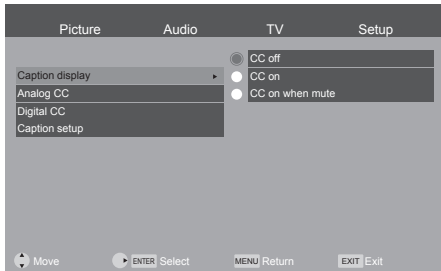 Picture Audio TV Setup
CC off
Caption display CC on
Analog CC CC on when mute
Digital CC
Caption setup
Move ENTER Select MENU Return EXIT Exit